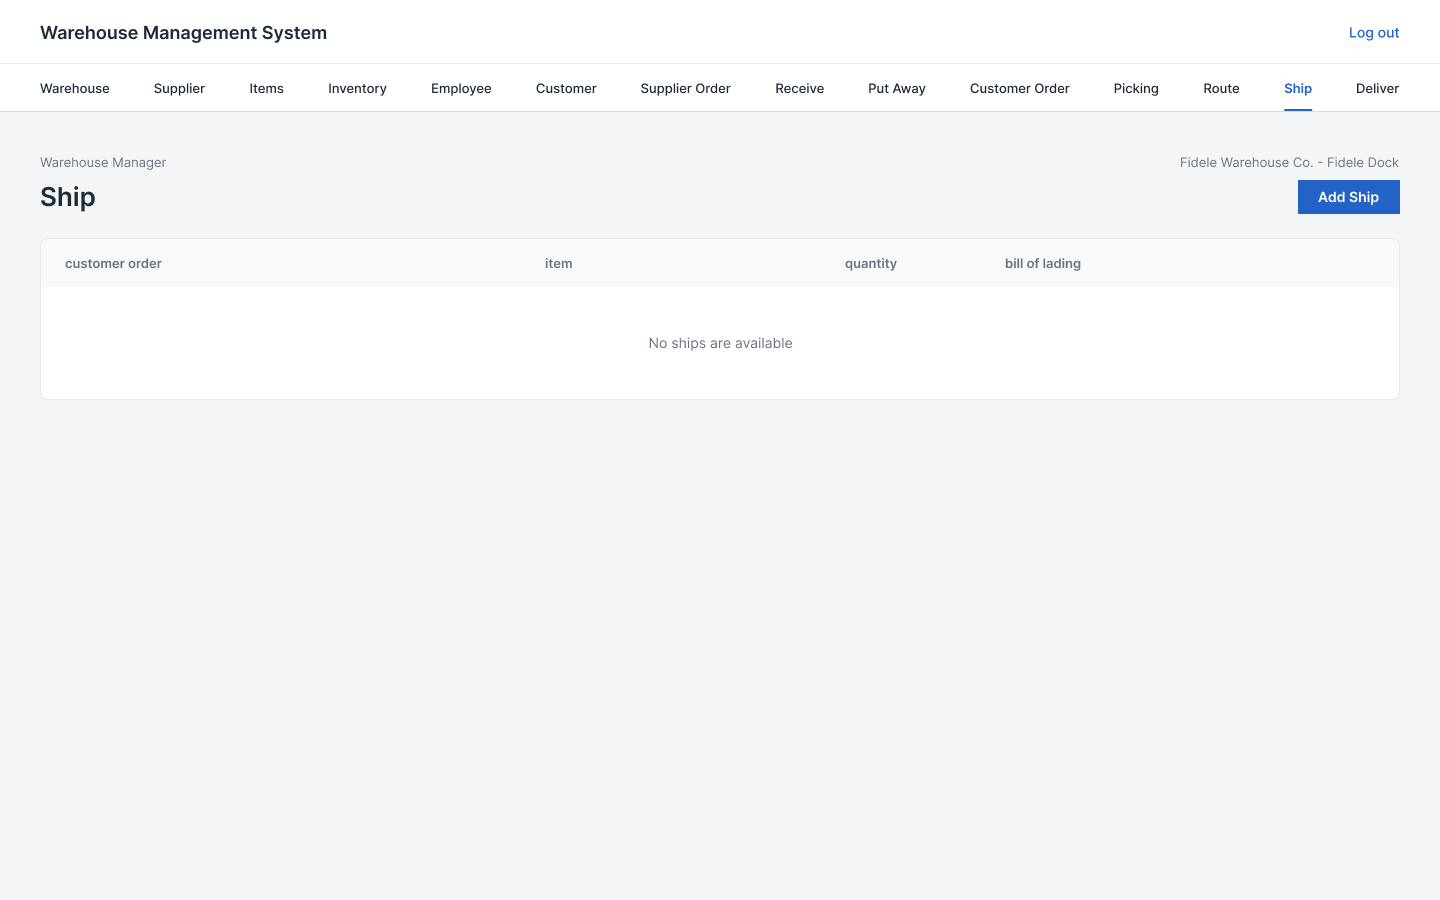 Warehouse Management System
Log out
Warehouse Supplier Items Inventory Employee Customer Supplier Order Receive Put Away Customer Order Picking Route Ship Deliver
Warehouse Manager
Fidele Warehouse Co. - Fidele Dock
Ship
Add Ship
customer order item quantity bill of lading
No ships are available